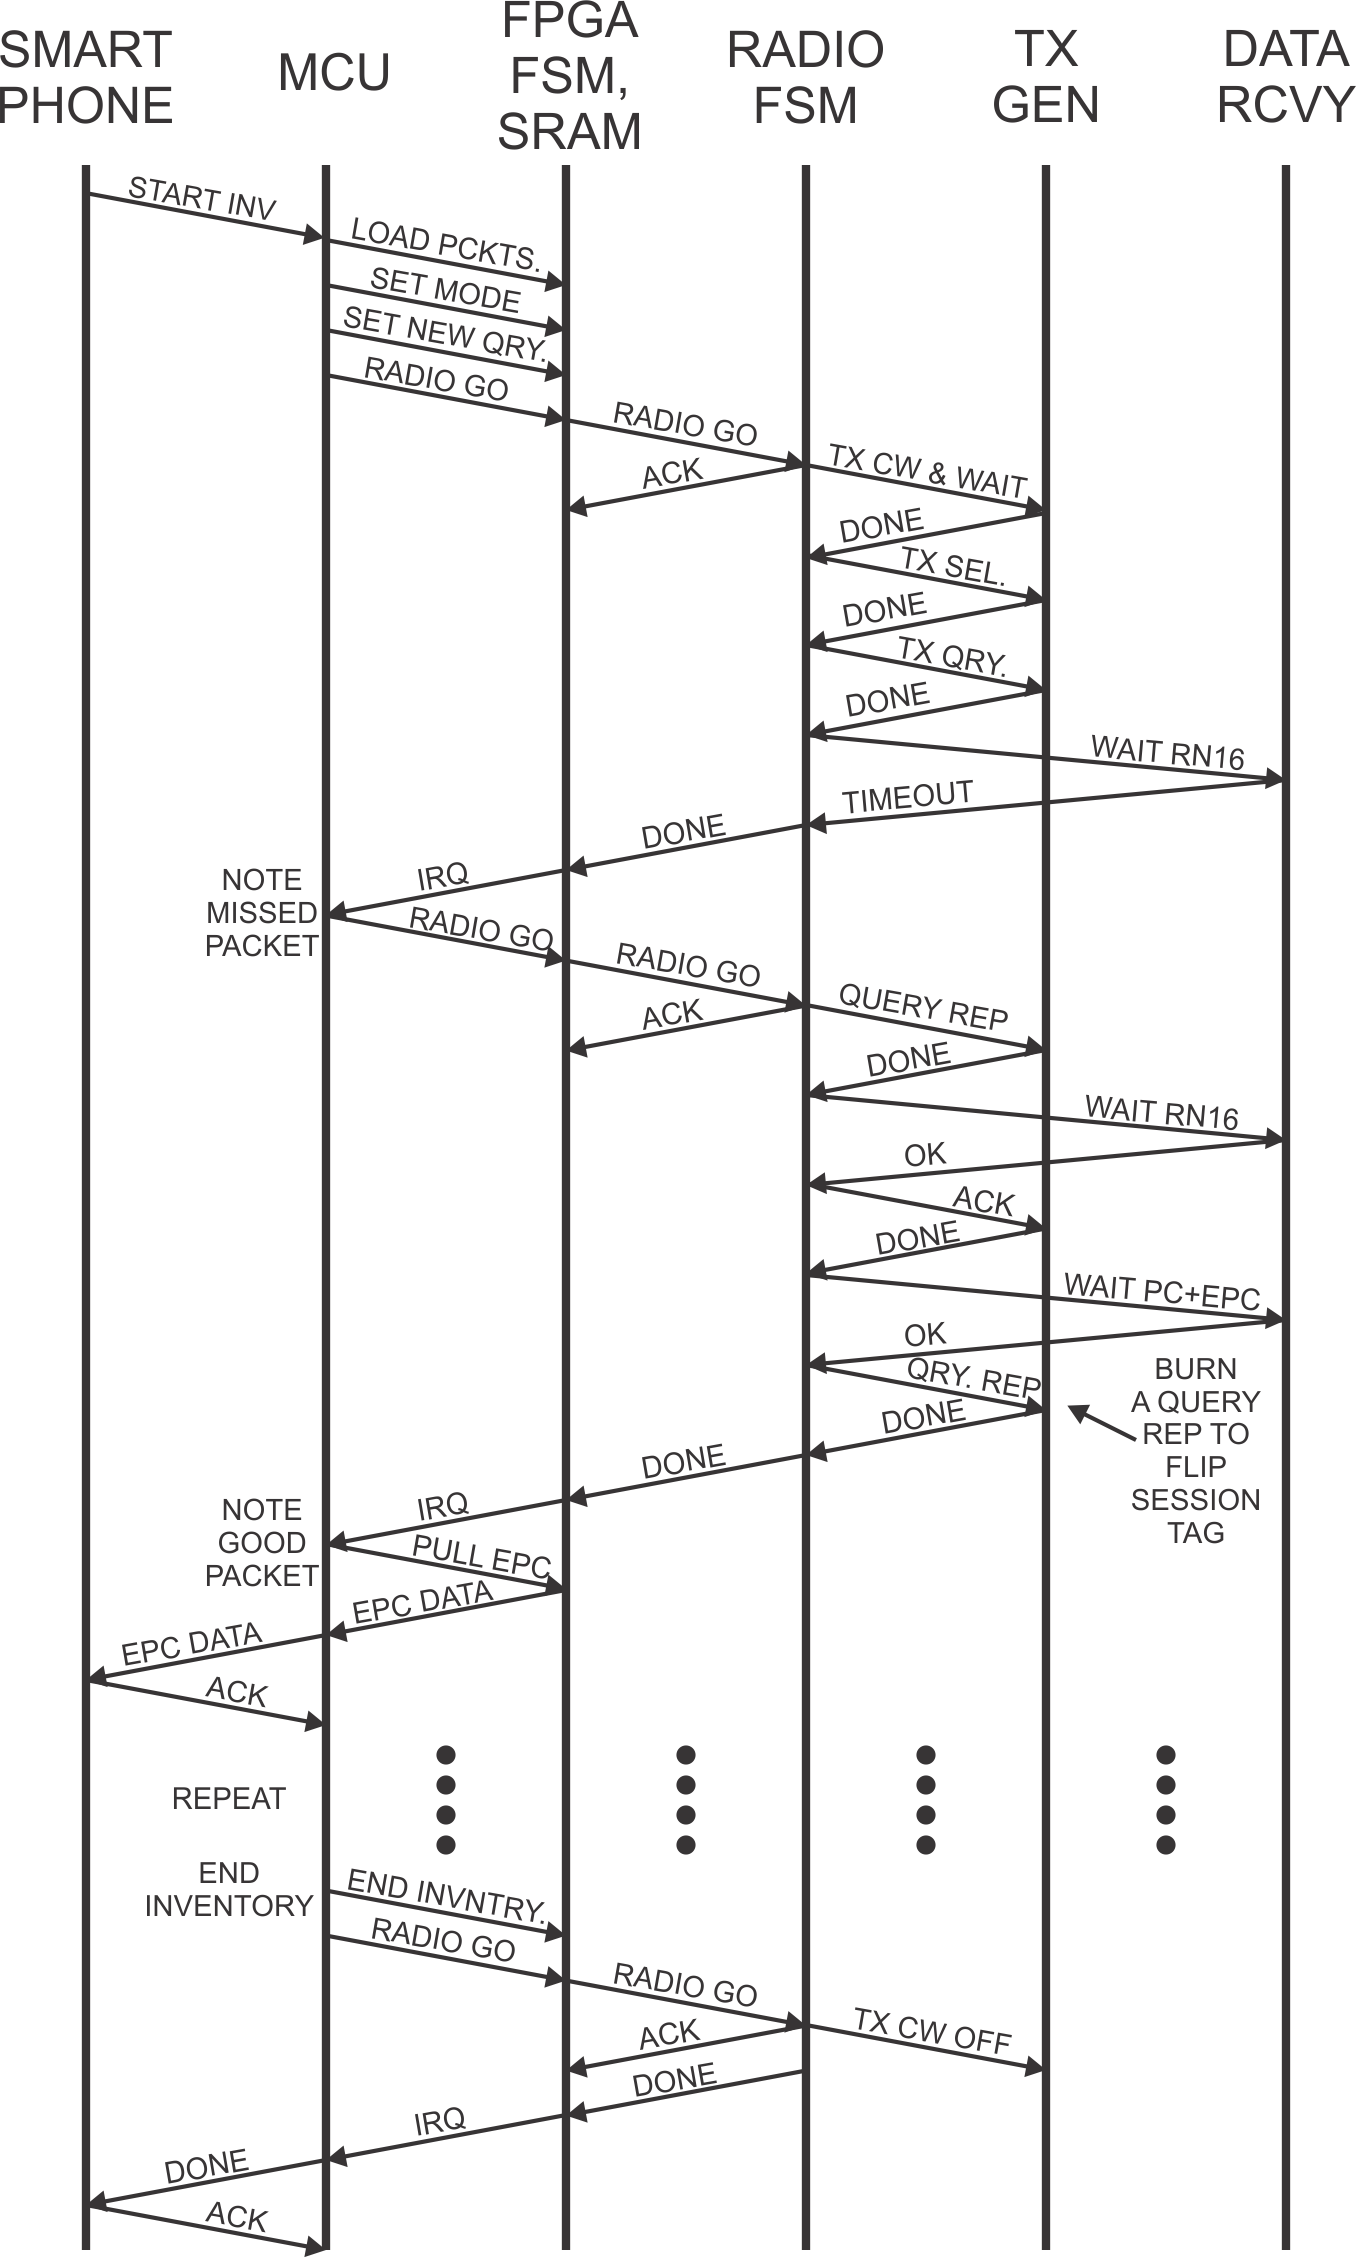 SMART
PHONE
MCU
FPGA
FSM,
SRAM
RADIO
FSM
TX
GEN
DATA
RCVY
START INV
LOAD PCKTS.
SET MODE
SET NEW QRY.
RADIO GO
RADIO GO
ACK
TX CW & WAIT
DONE
TX SEL.
DONE
TX QRY.
DONE
WAIT RN16
TIMEOUT
DONE
IRQ
NOTE
MISSED
PACKET
RADIO GO
RADIO GO
ACK
QUERY REP
DONE
WAIT RN16
OK
ACK
DONE
WAIT PC+EPC
OK
QRY. REP
BURN
A QUERY
REP TO
FLIP
SESSION
TAG
DONE
DONE
IRQ
NOTE
GOOD
PACKET
PULL EPC
EPC DATA
EPC DATA
ACK
REPEAT
END
INVENTORY
END INVNTRY.
RADIO GO
RADIO GO
ACK
TX CW OFF
DONE
IRQ
DONE
ACK